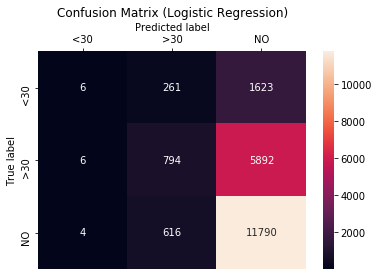 Confusion Matrix (Logistic Regression)
Predicted label
<30 >30 NO
<30 6 261 1623
>30 6 794 5892
NO 4 616 11790
True label
10000
8000
6000
4000
2000